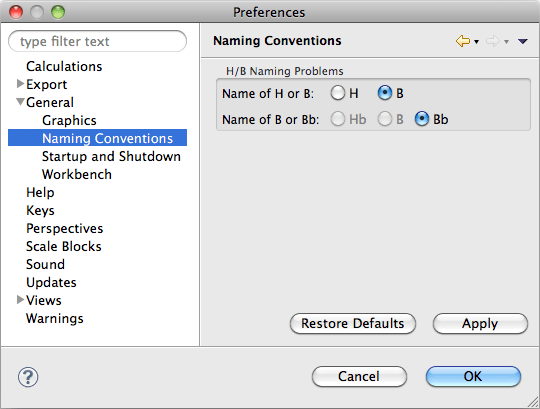 Preferences
type filter text
Calculations
Export
General
Graphics
Naming Conventions
Startup and Shutdown
Workbench
Help
Keys
Perspectives
Scale Blocks
Sound
Updates
Views
Warnings
Naming Conventions
H/B Naming Problems
Name of H or B: H B
Name of B or Bb: Hb B Bb
Restore Defaults Apply
? Cancel OK